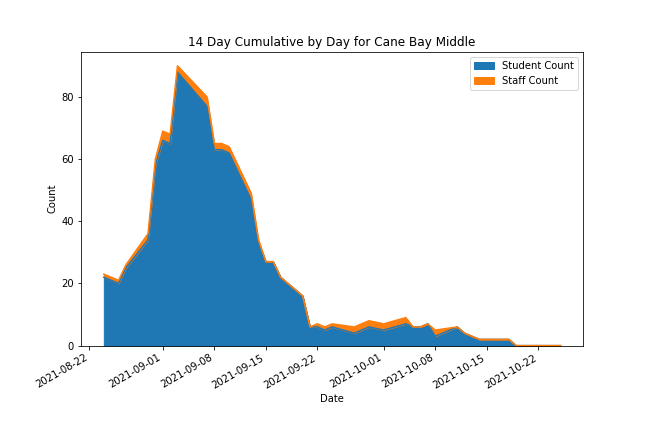 14 Day Cumulative by Day for Cane Bay Middle
Student Count
Staff Count
Count
80
60
40
20
0
2021-08-22
2021-09-01
2021-09-08
2021-09-15
2021-09-22
2021-10-01
2021-10-08
2021-10-15
2021-10-22
Date